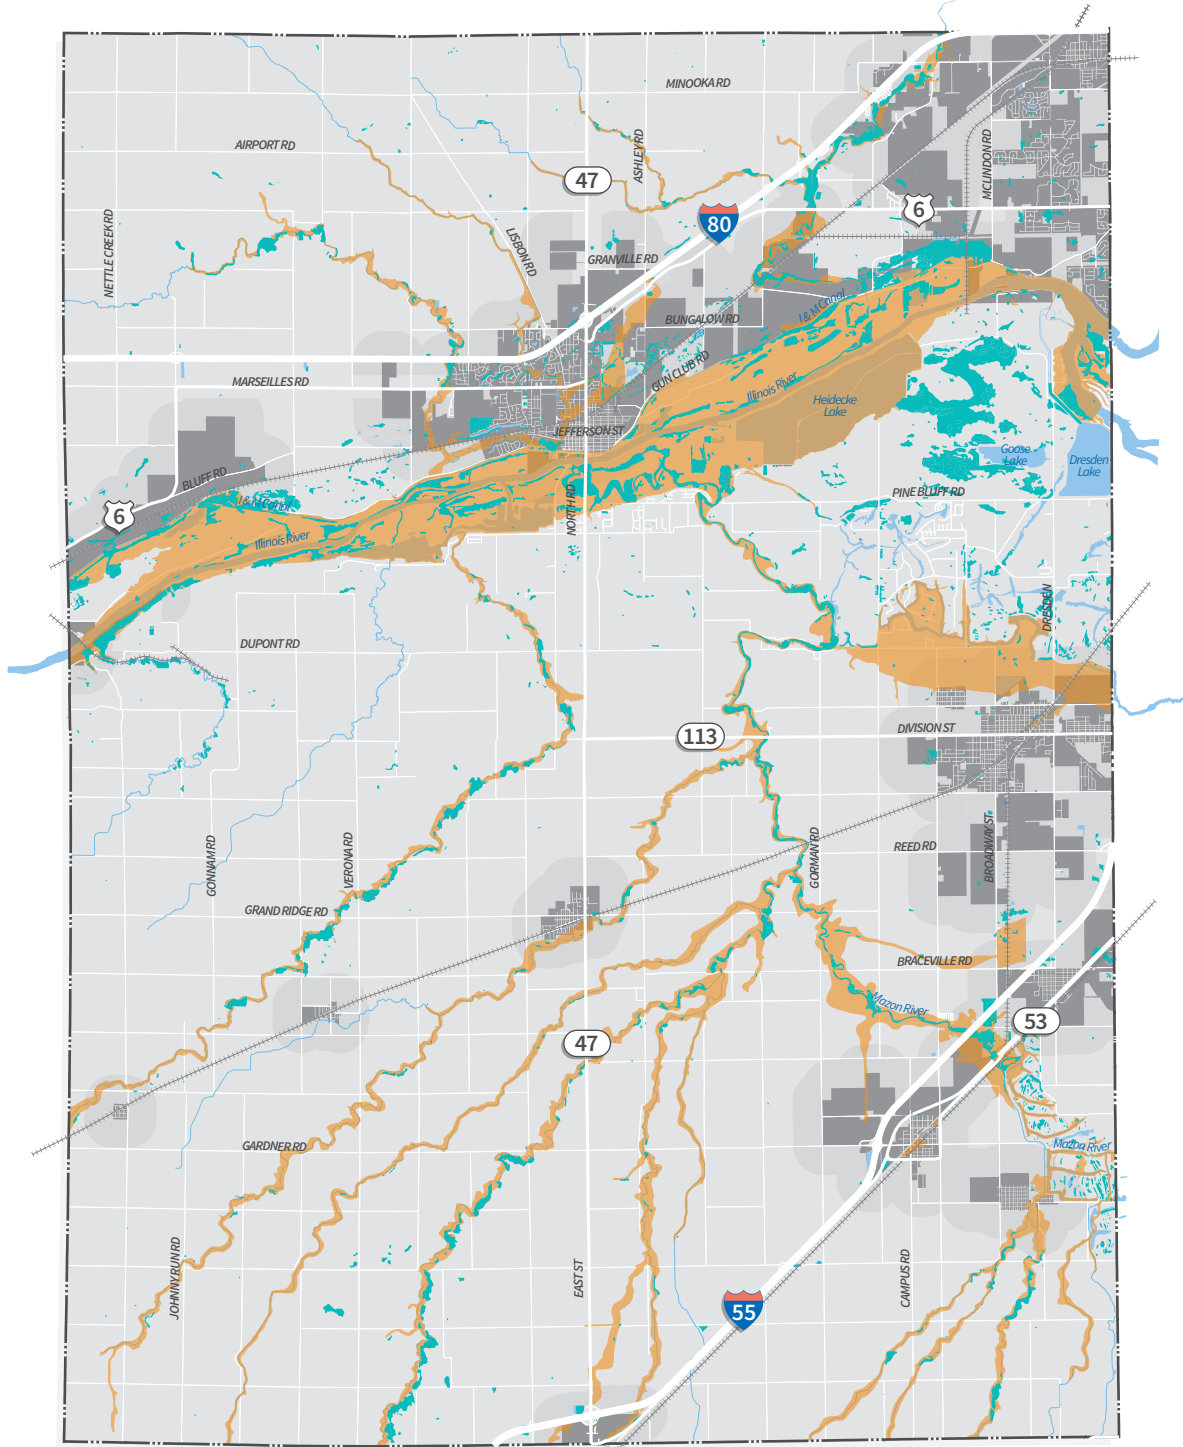 MINOOKA RD
AIRPORT RD
ASHLEY RD
MCLINDON RD
47
6
80
NETTLE CREEK RD
LISBON RD
GRANVILLE RD
I & M Canal
BUNGALOW RD
GUN CLUB RD
MARSEILLES RD
Illinois River
Heidecke
Lake
JEFFERSON ST
Goose
Lake
Dresden
Lake
BLUFF RD
PINE BLUFF RD
I & M Canal
6
NORTH RD
Illinois River
DRESDEN
DUPONT RD
113
DIVISION ST
GONNAM RD
VERONA RD
GORMAN RD
REED RD
BROADWAY ST
GRAND RIDGE RD
BRACEVILLE RD
Mazon River
53
47
GARDNER RD
Mazon River
JOHNNY RUN RD
EAST ST
CAMPUS RD
55